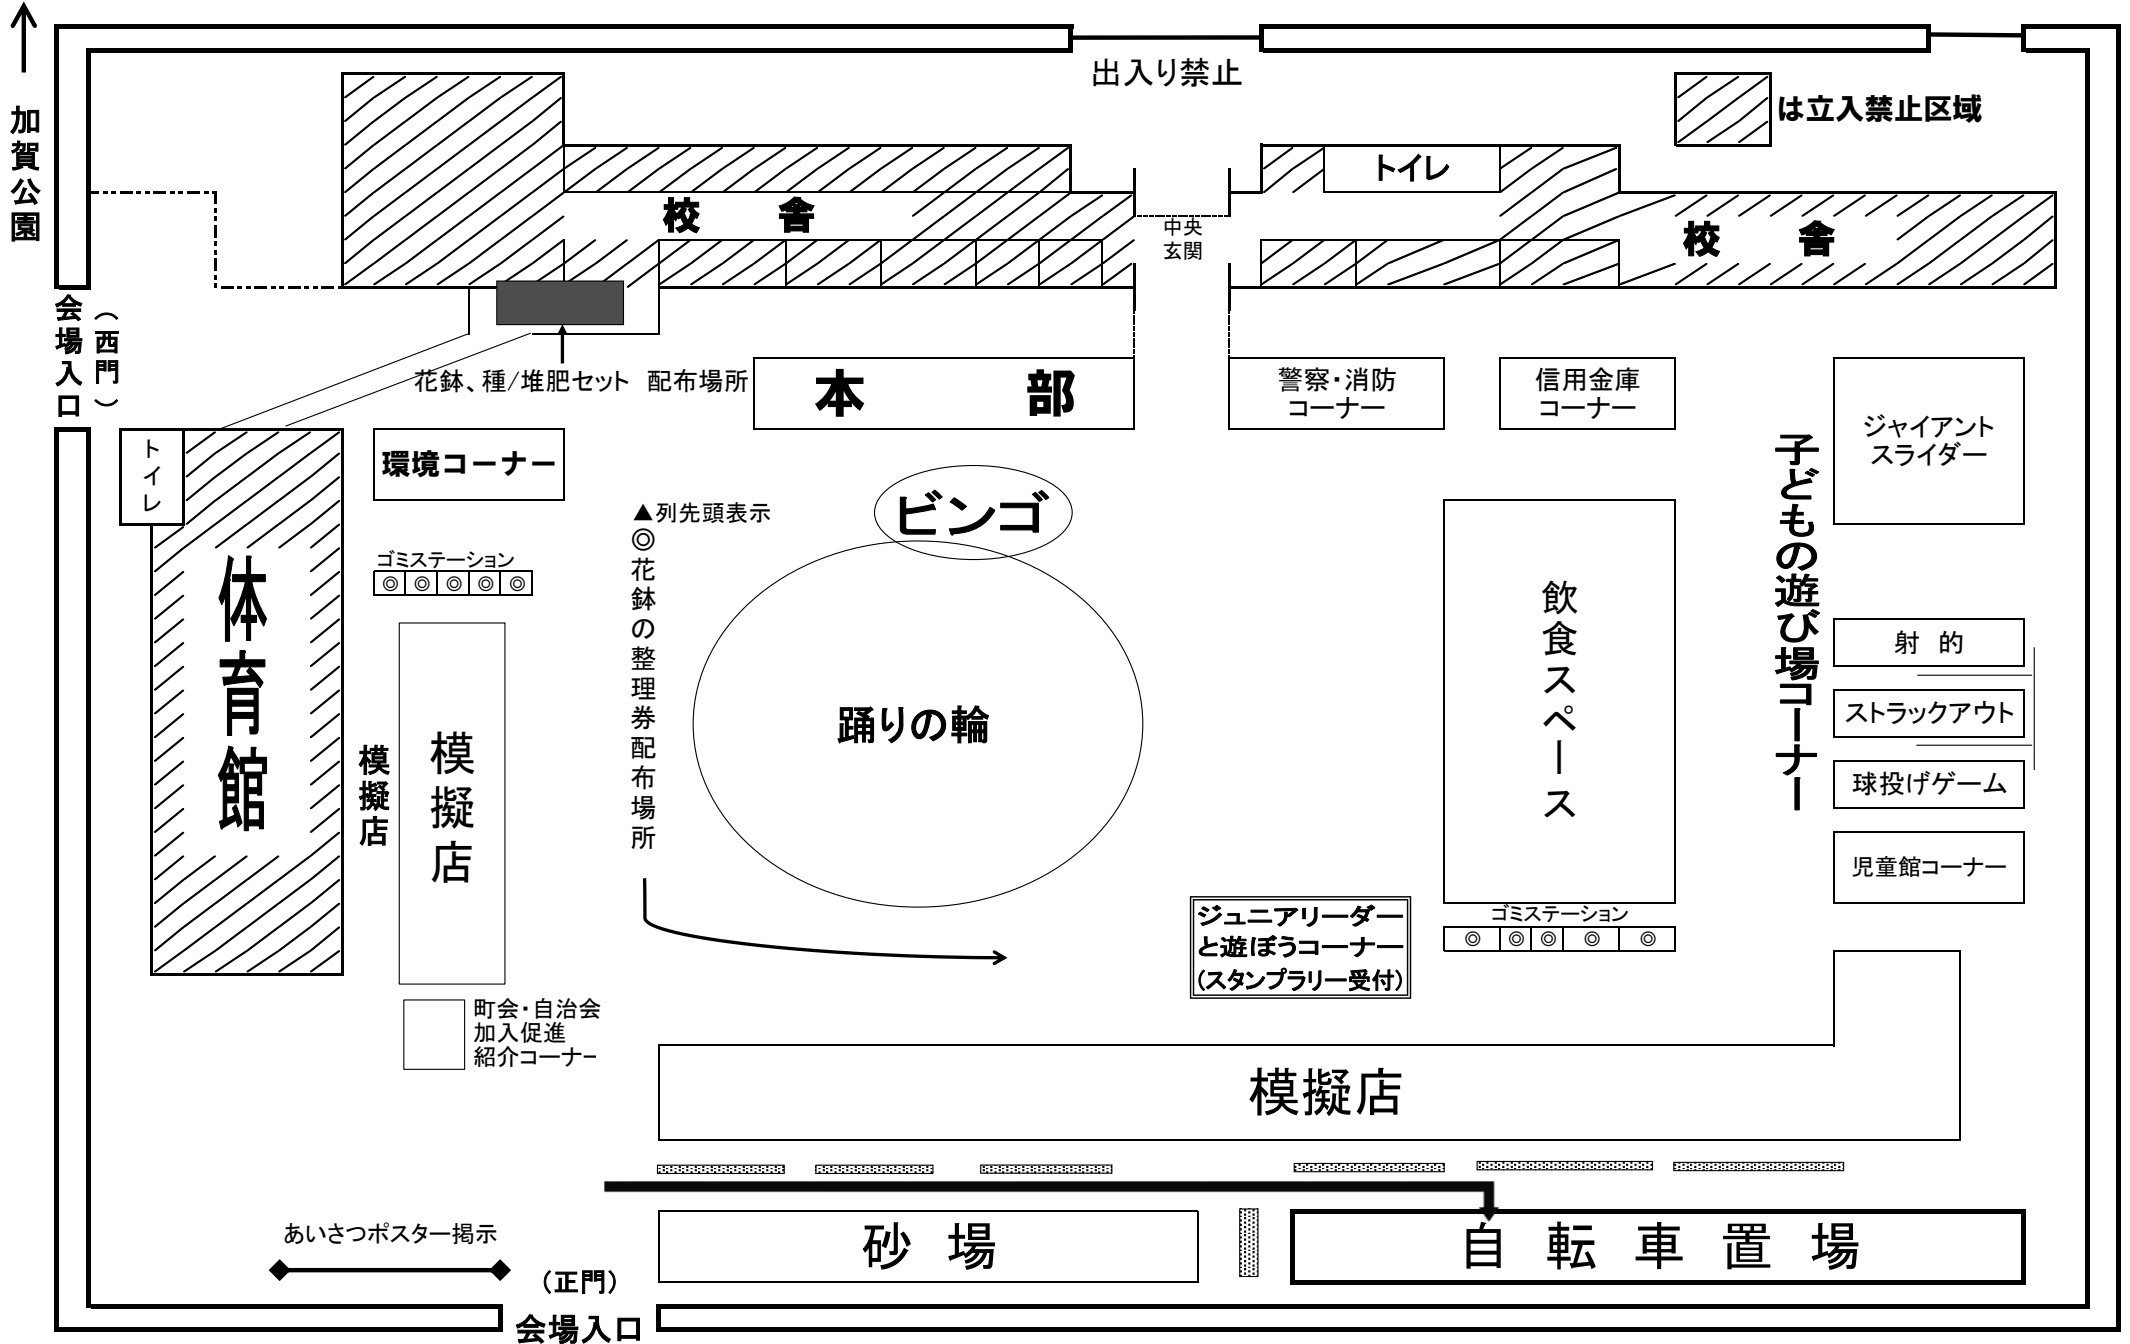 加賀公園
出入り禁止
は立入禁止区域
トイレ
校　舎
中央
玄関
校　舎
会場入口
（西門）
花鉢、種/堆肥セット　配布場所
本　部
警察・消防
コーナー
信用金庫
コーナー
ジャイアント
スライダー
トイレ
環境コーナー
子どもの遊び場コーナー
▲列先頭表示
ビンゴ
◎花鉢の整理券配布場所
ゴミステーション
◎ ◎ ◎ ◎ ◎
体育館
飲食スペース
射　的
ストラックアウト
球投げゲーム
児童館コーナー
踊りの輪
模擬店
模擬店
ジュニアリーダー
と遊ぼうコーナー
（スタンプラリー受付）
ゴミステーション
◎ ◎ ◎ ◎ ◎
町会・自治会
加入促進
紹介コーナー
模擬店
砂　場
自　転　車　置　場
あいさつポスター掲示
（正門）
会場入口